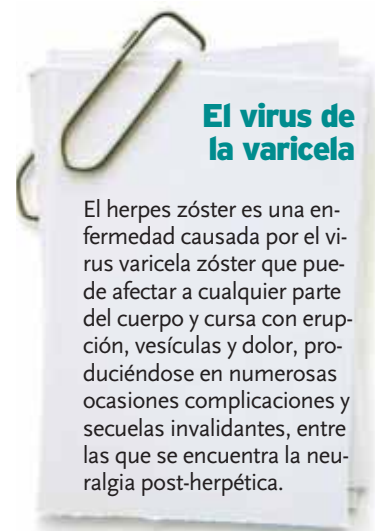 El virus de
la varicela
El herpes zóster es una en-
fermedad causada por el vi-
rus varicela zóster que pue-
de afectar a cualquier parte
del cuerpo y cursa con erup-
ción, vesículas y dolor, pro-
duciéndose en numerosas
ocasiones complicaciones y
secuelas invalidantes, entre
las que se encuentra la neu-
ralgia post-herpética.